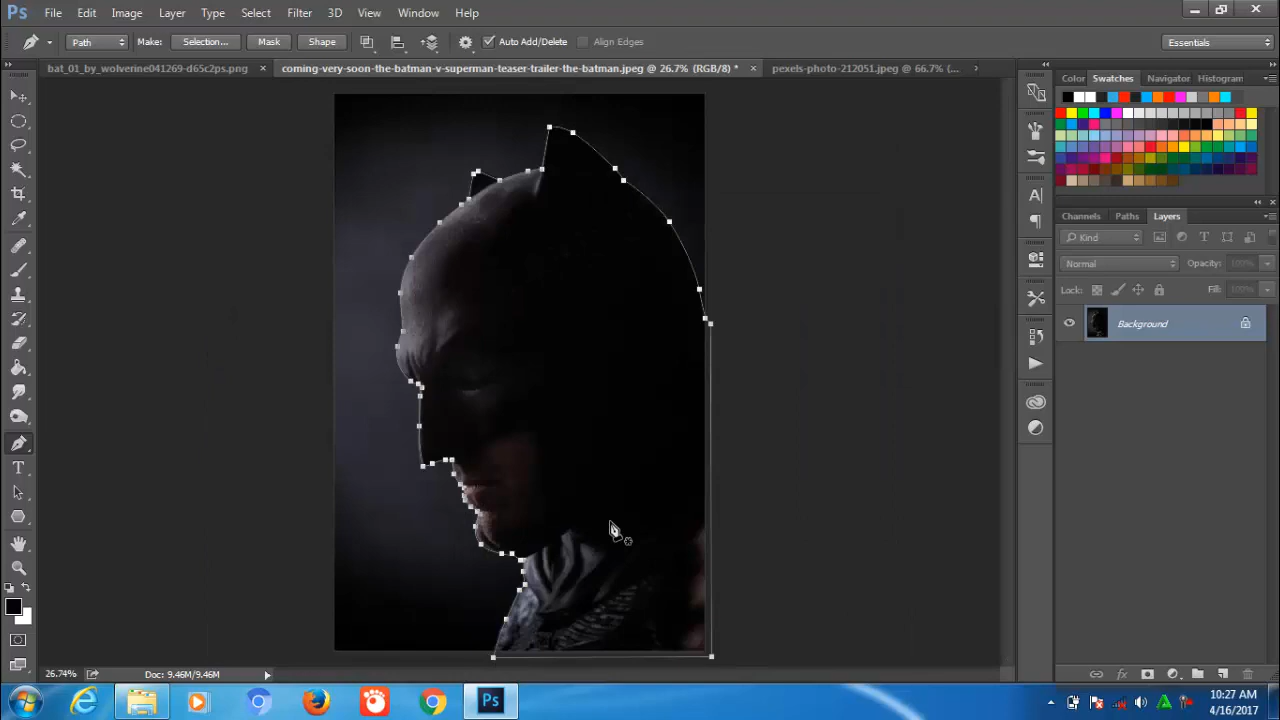 Ps File Edit Image Layer Type Select Filter 3D View Window Help
Path Make: Selection... Mask Shape Auto Add/Delete Align Edges Essentials
bat_01_by_wolverine041269-d65c2ps.png coming-very-soon-the-batman-v-superman-teaser-trailer-the-batman.jpeg @ 26.7% (RGB/8) * pexels-photo-212051.jpeg @ 66.7% (...
Color Swatches Navigator Histogram
Channels Paths Layers
Kind
Normal Opacity: 100%
Lock: Fill: 100%
Background
26.74% Doc: 9.46M/9.46M
Ps
10:27 AM
4/16/2017